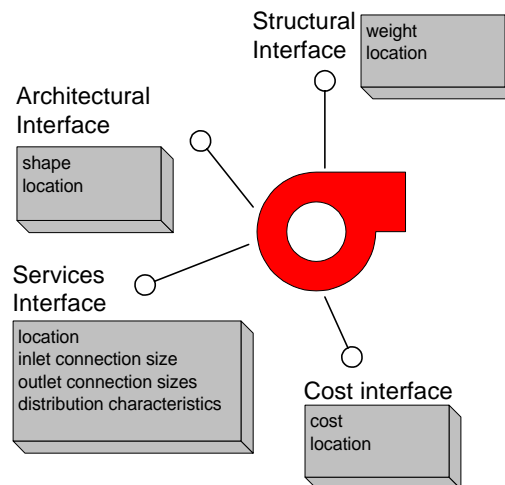 Structural
Interface
weight
location
Architectural
Interface
shape
location
Services
Interface
location
inlet connection size
outlet connection sizes
distribution characteristics
Cost interface
cost
location